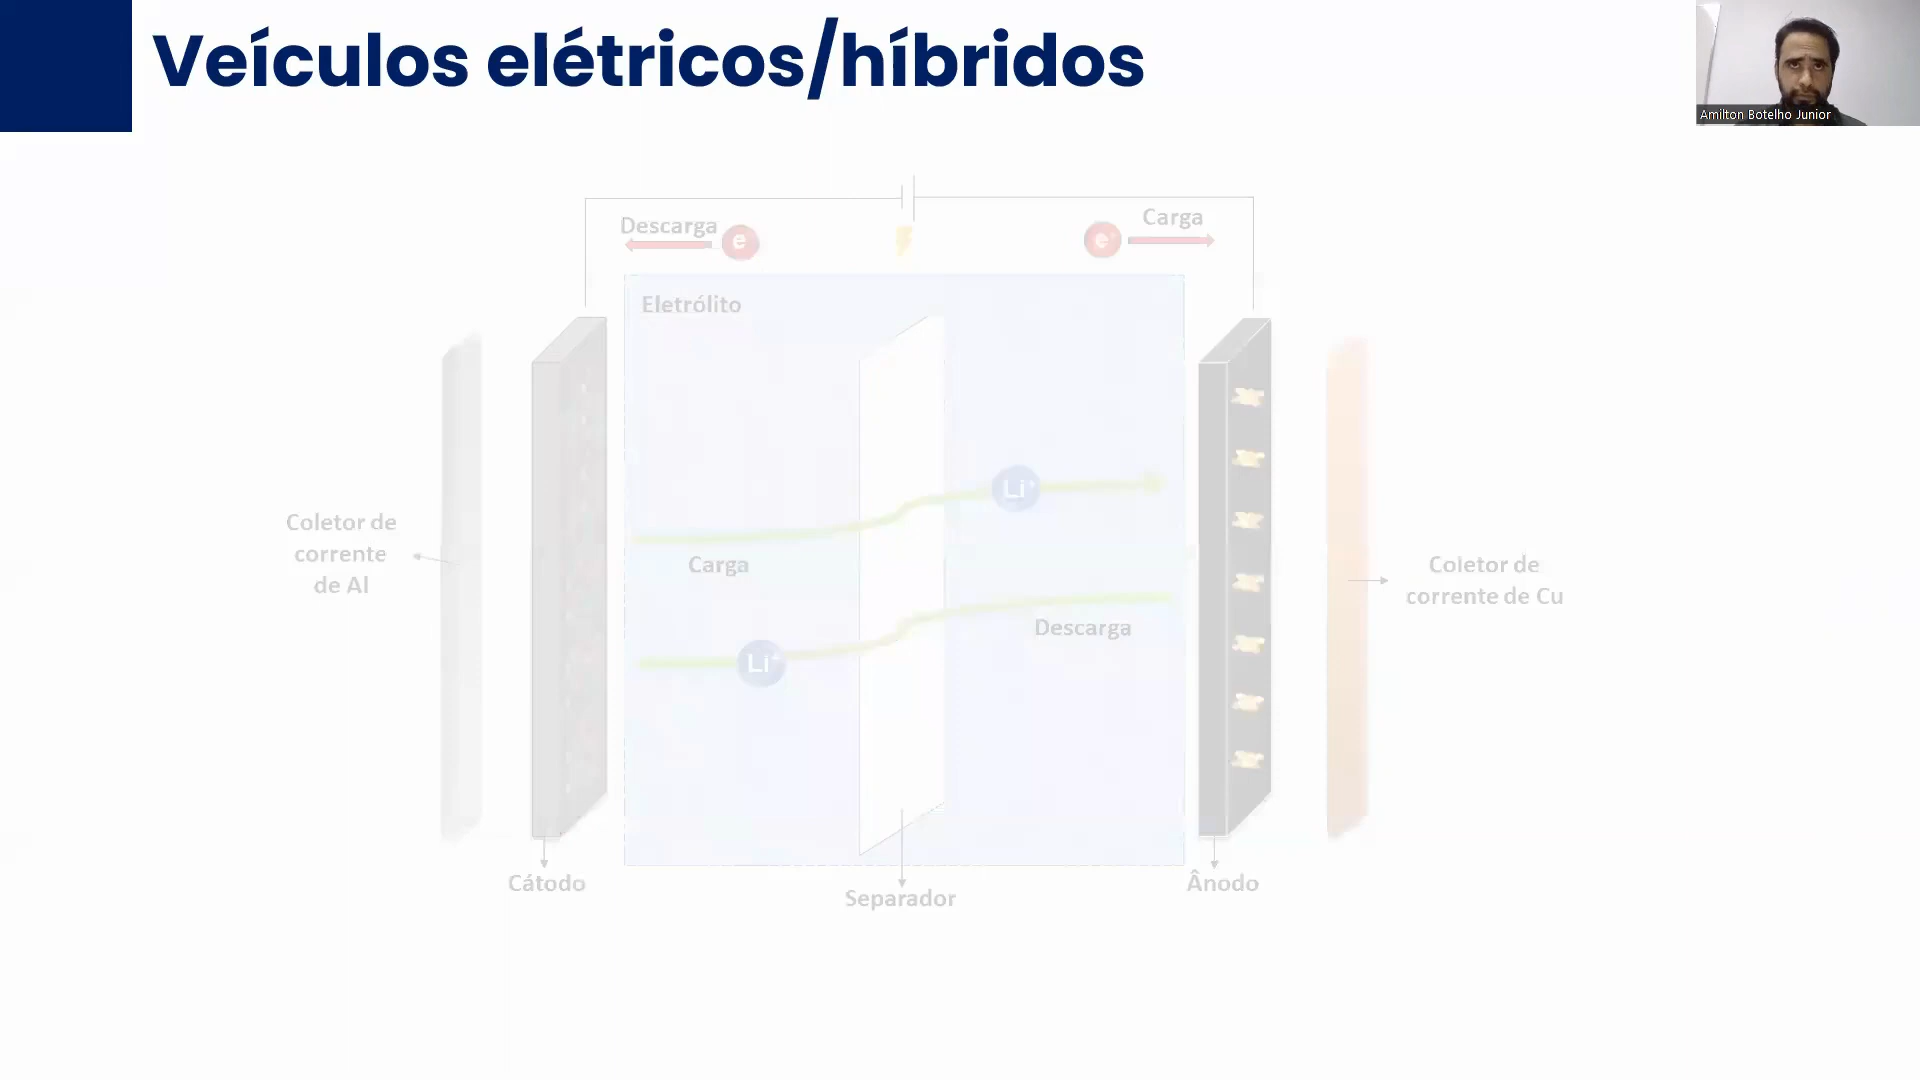 Veículos elétricos/híbridos
Amilton Botelho Junior
Descarga
e
Carga
e
Eletrólito
Li+
Coletor de
corrente
de Al
Carga
Coletor de
corrente de Cu
Descarga
Li+
Cátodo
Separador
Ânodo